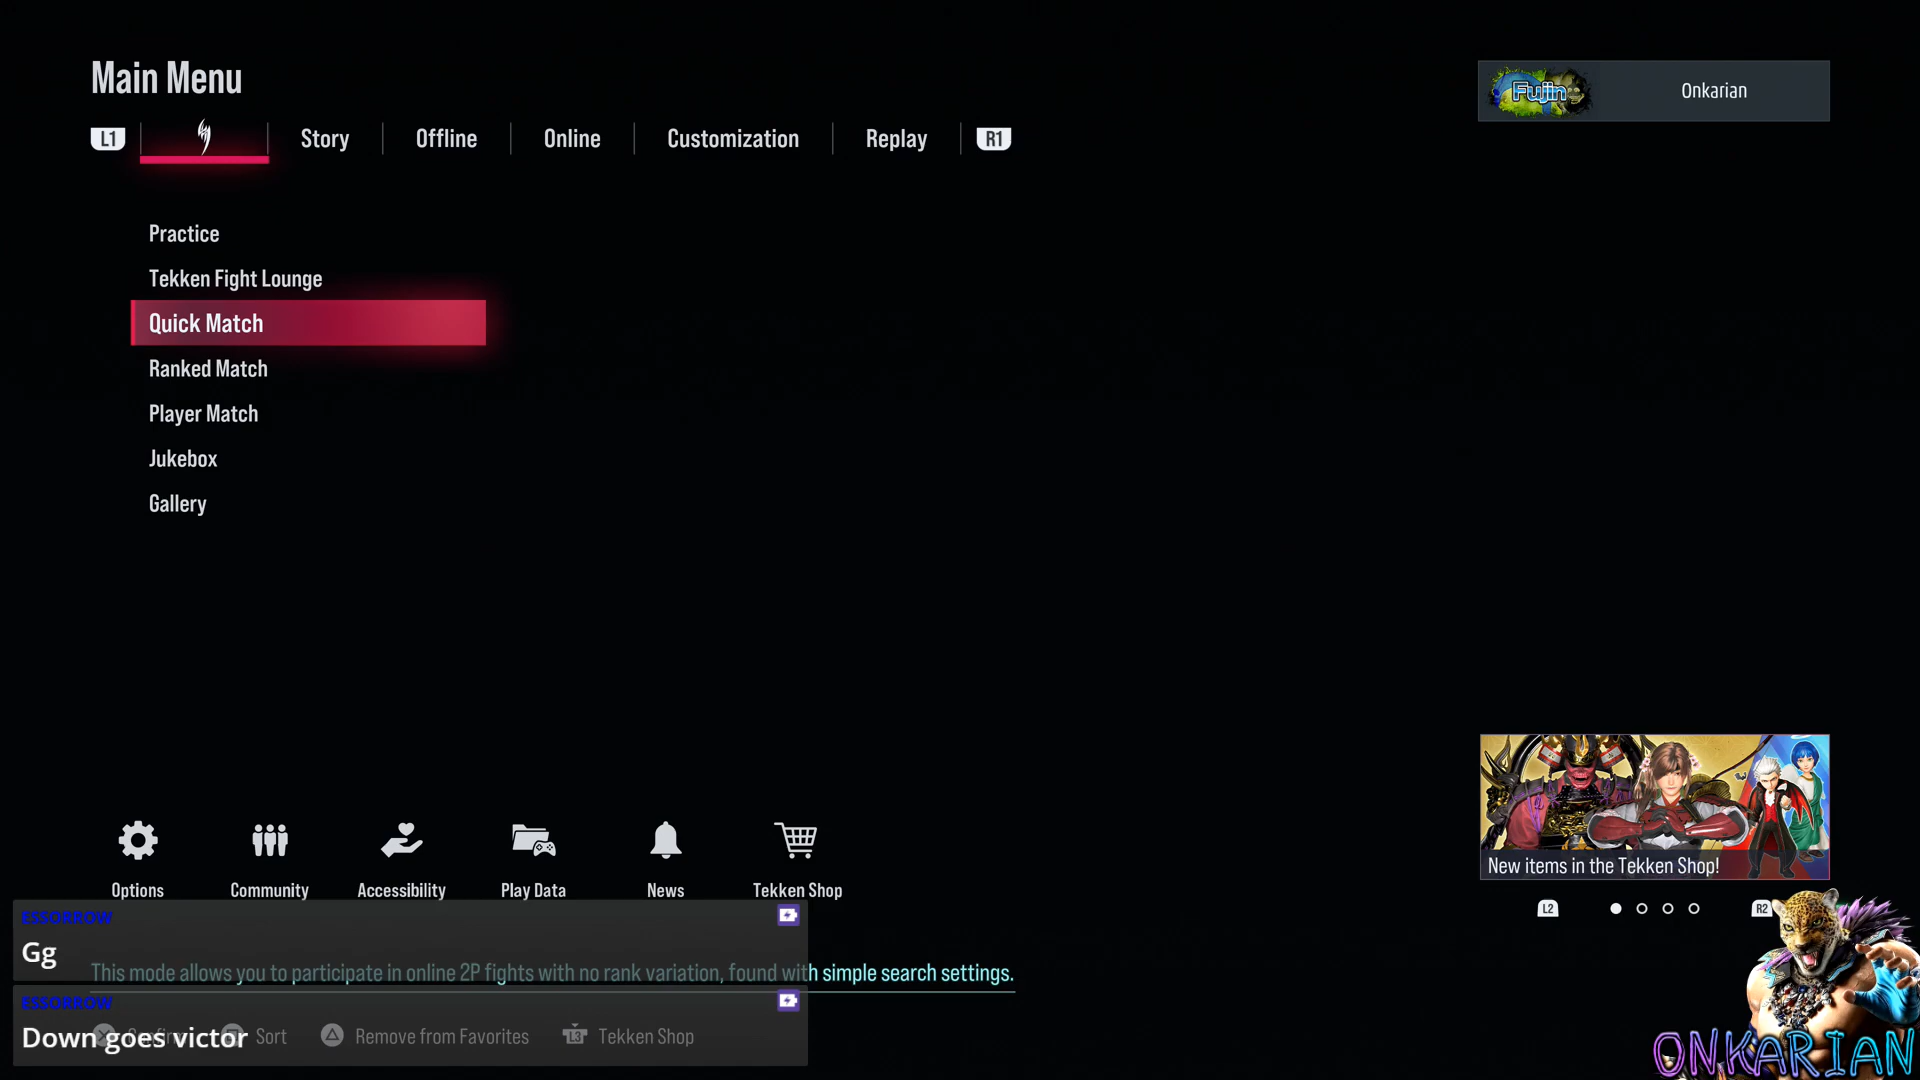 Main Menu
Fujin
Onkarian
L1
Story
Offline
Online
Customization
Replay
R1
Practice
Tekken Fight Lounge
Quick Match
Ranked Match
Player Match
Jukebox
Gallery
Options
Community
Accessibility
Play Data
News
Tekken Shop
New items in the Tekken Shop!
L2
R2
ESSORROW
Gg
This mode allows you to participate in online 2P fights with no rank variation, found with simple search settings.
ESSORROW
Down goes victor
Sort
Remove from Favorites
L3
Tekken Shop
ONKARIAN